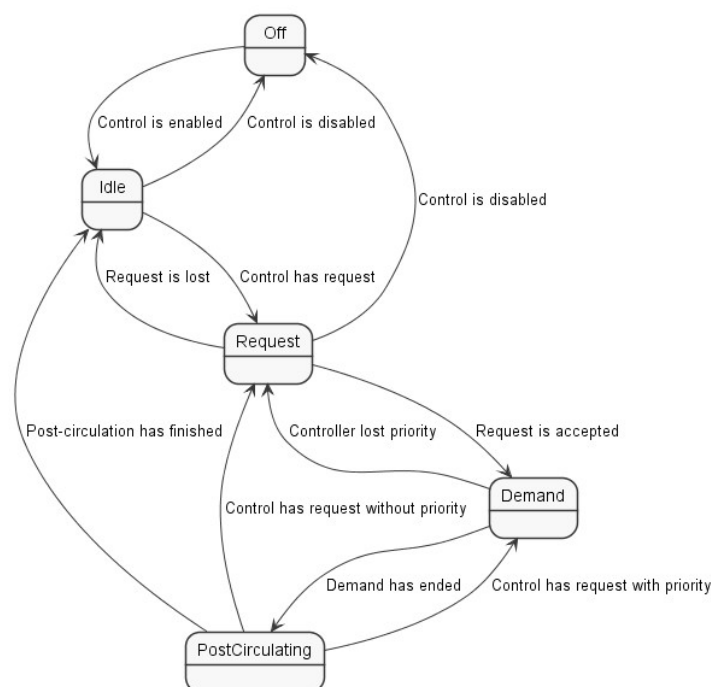 Off
Control is enabled
Control is disabled
Idle
Control is disabled
Request is lost
Control has request
Request
Post-circulation has finished
Controller lost priority
Request is accepted
Demand
Control has request without priority
Demand has ended
Control has request with priority
PostCirculating